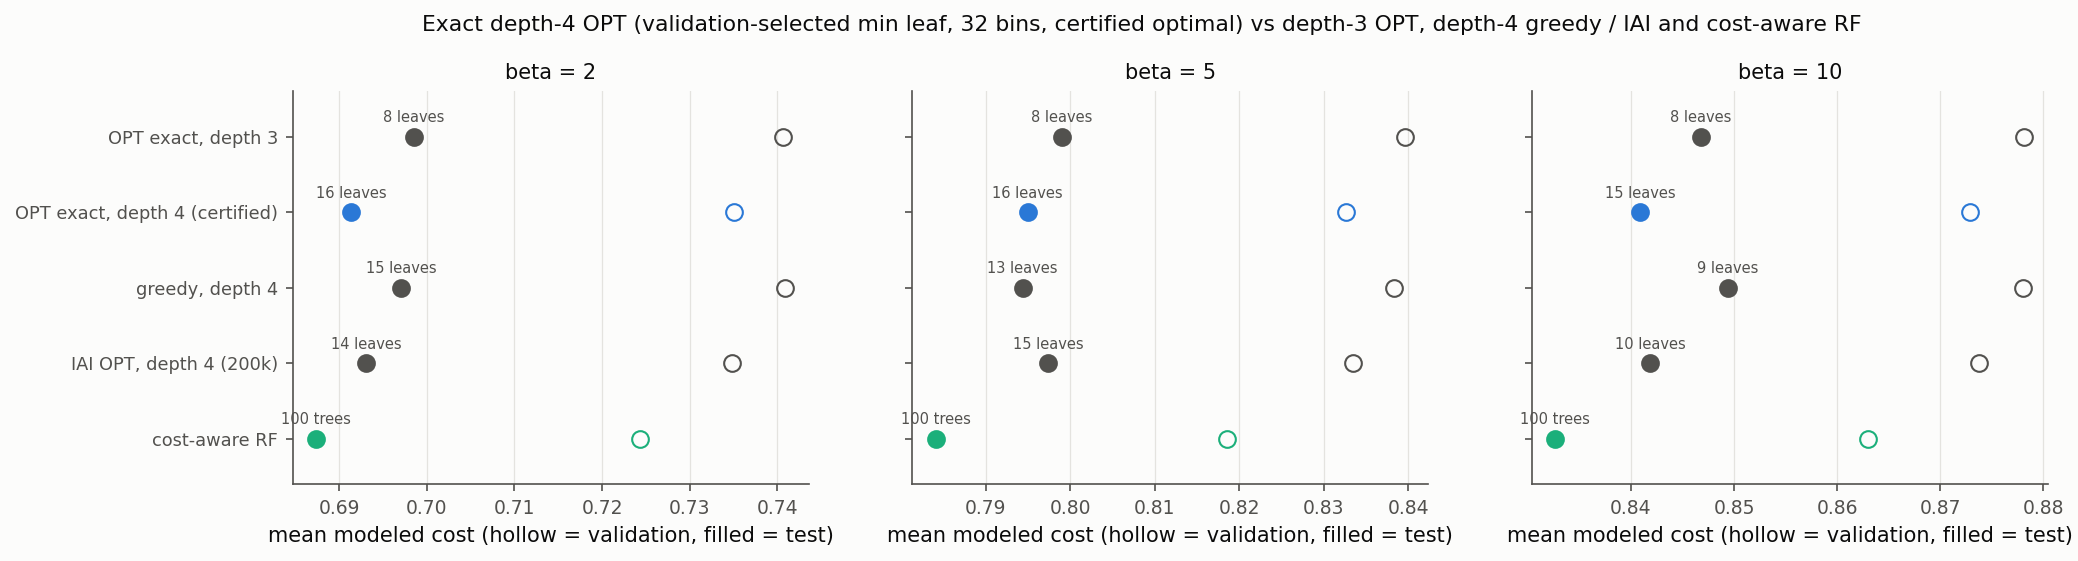 Exact depth-4 OPT (validation-selected min leaf, 32 bins, certified optimal) vs depth-3 OPT, depth-4 greedy / IAI and cost-aware RF
beta = 2
beta = 5
beta = 10
OPT exact, depth 3
8 leaves
8 leaves
8 leaves
OPT exact, depth 4 (certified)
16 leaves
16 leaves
15 leaves
greedy, depth 4
15 leaves
13 leaves
9 leaves
IAI OPT, depth 4 (200k)
14 leaves
15 leaves
10 leaves
cost-aware RF
100 trees
100 trees
100 trees
0.69 0.70 0.71 0.72 0.73 0.74
0.79 0.80 0.81 0.82 0.83 0.84
0.84 0.85 0.86 0.87 0.88
mean modeled cost (hollow = validation, filled = test)
mean modeled cost (hollow = validation, filled = test)
mean modeled cost (hollow = validation, filled = test)